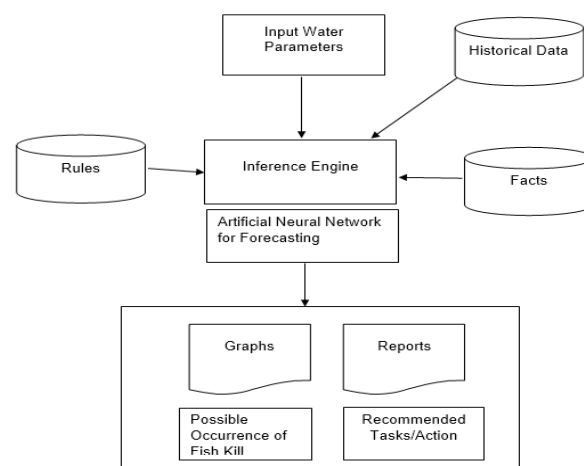 Input Water
Parameters
Historical Data
Rules
Inference Engine
Facts
Artificial Neural Network
for Forecasting
Graphs
Reports
Possible
Occurrence of
Fish Kill
Recommended
Tasks/Action